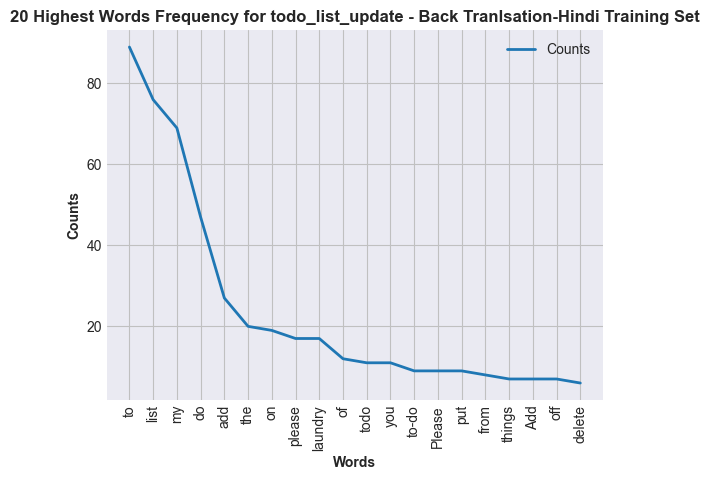 20 Highest Words Frequency for todo_list_update - Back Tranlsation-Hindi Training Set
Counts
80
60
40
20
Counts
to
list
my
do
add
the
on
please
laundry
of
todo
you
to-do
Please
put
from
things
Add
off
delete
Words